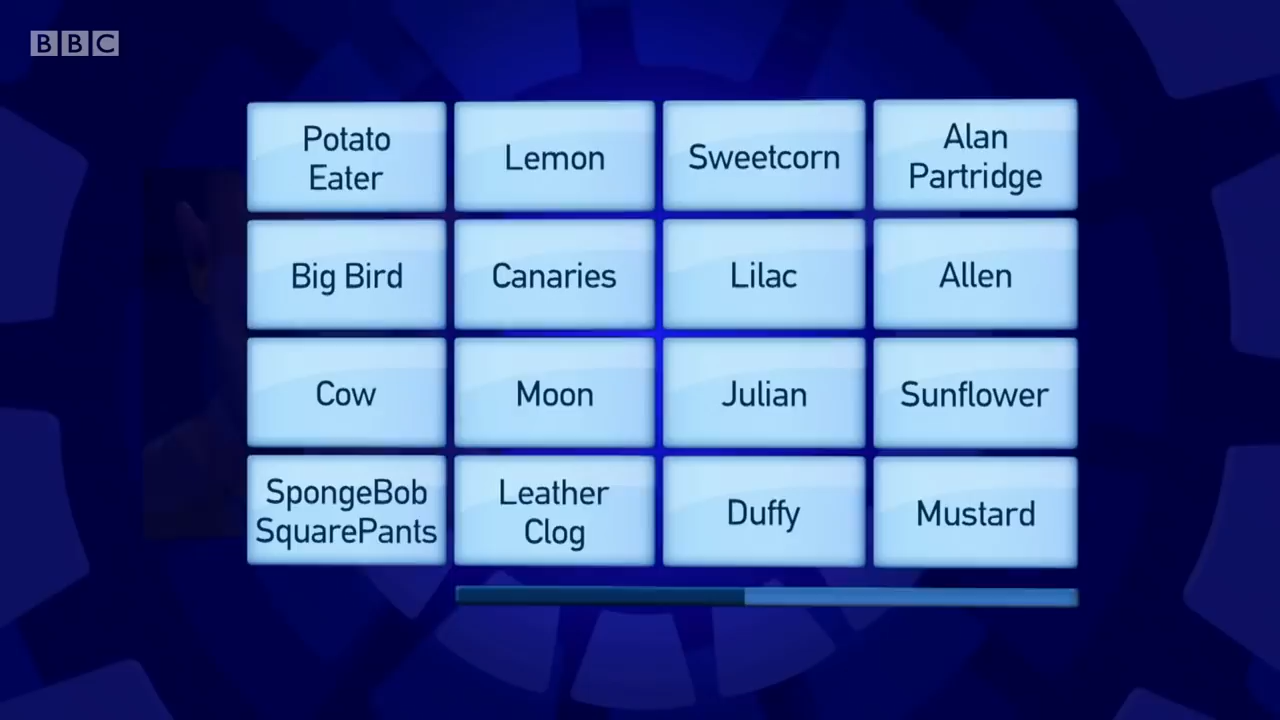 BBC
Potato
Eater
Lemon
Sweetcorn
Alan
Partridge
Big Bird
Canaries
Lilac
Allen
Cow
Moon
Julian
Sunflower
SpongeBob
SquarePants
Leather
Clog
Duffy
Mustard